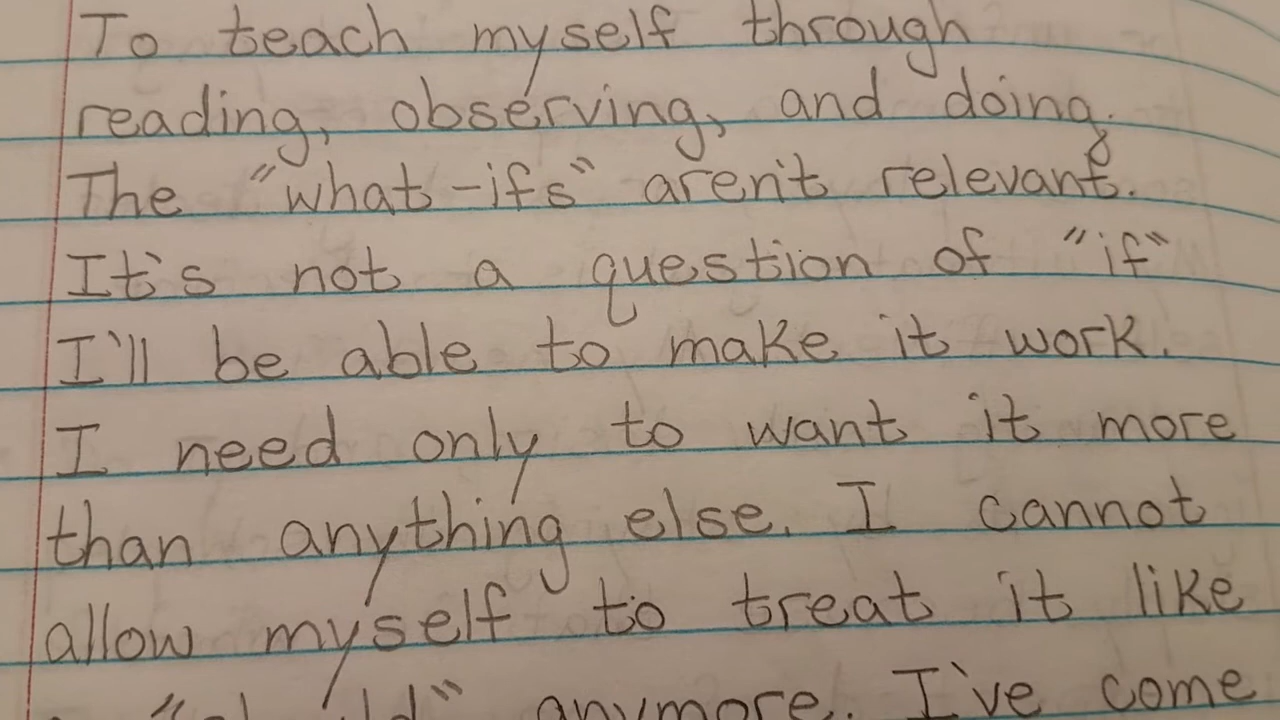 To teach myself through
reading, observing, and doing.
The "what-ifs" aren't relevant.
It's not a question of "if"
I'll be able to make it work.
I need only to want it more
than anything else. I cannot
allow myself to treat it like
anymore. I've come